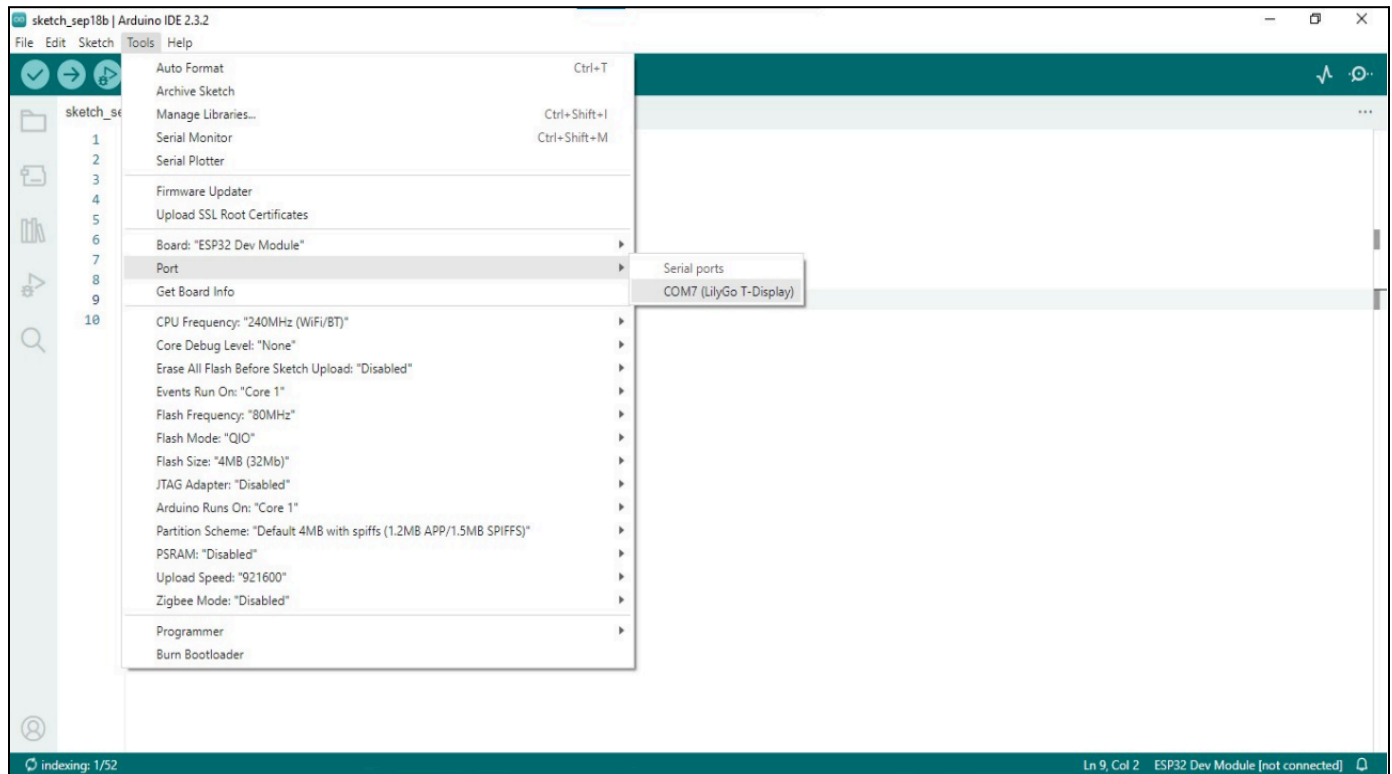 sketch_sep18b | Arduino IDE 2.3.2
File Edit Sketch Tools Help
Auto Format Ctrl+T
Archive Sketch
sketch_se
Manage Libraries... Ctrl+Shift+I
Serial Monitor Ctrl+Shift+M
Serial Plotter
Firmware Updater
Upload SSL Root Certificates
Board: "ESP32 Dev Module"
Port
Serial ports
Get Board Info
COM7 (LilyGo T-Display)
CPU Frequency: "240MHz (WiFi/BT)"
Core Debug Level: "None"
Erase All Flash Before Sketch Upload: "Disabled"
Events Run On: "Core 1"
Flash Frequency: "80MHz"
Flash Mode: "QIO"
Flash Size: "4MB (32Mb)"
JTAG Adapter: "Disabled"
Arduino Runs On: "Core 1"
Partition Scheme: "Default 4MB with spiffs (1.2MB APP/1.5MB SPIFFS)"
PSRAM: "Disabled"
Upload Speed: "921600"
Zigbee Mode: "Disabled"
Programmer
Burn Bootloader
1
2
3
4
5
6
7
8
9
10
indexing: 1/52
Ln 9, Col 2 ESP32 Dev Module [not connected]